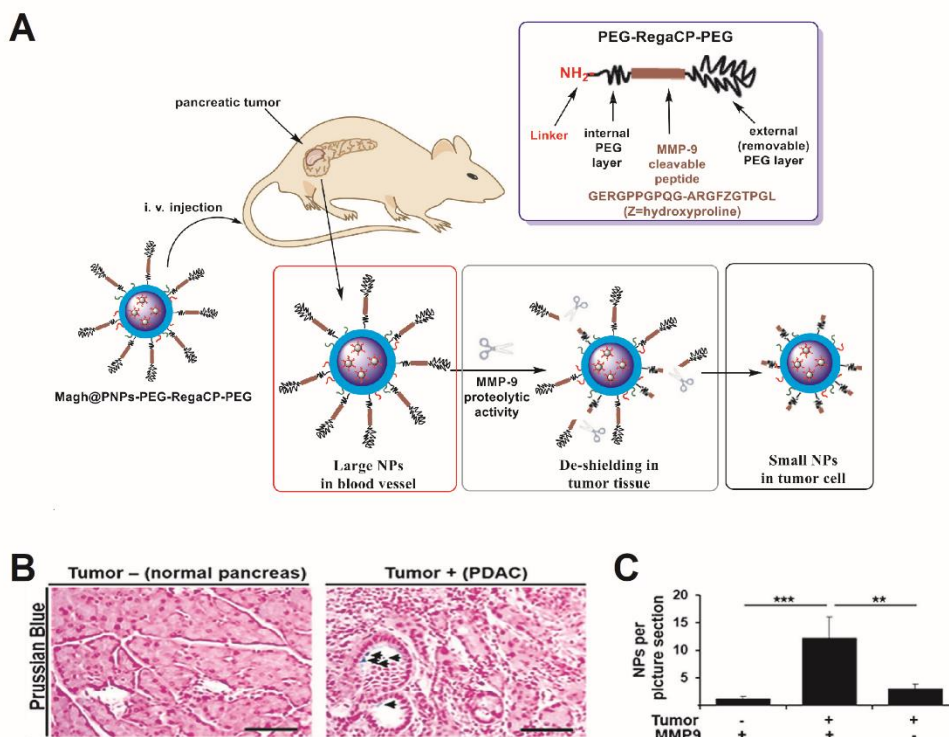 A
PEG-RegaCP-PEG
NH2
Linker
internal
PEG
layer
MMP-9
cleavable
peptide
external
(removable)
PEG layer
GERGPPGPQG-ARGFZGTPGL
(Z=hydroxyproline)
pancreatic tumor
i. v. injection
Magh@PNPs-PEG-RegaCP-PEG
Large NPs
in blood vessel
MMP-9
proteolytic
activity
De-shielding in
tumor tissue
Small NPs
in tumor cell
B
Tumor – (normal pancreas)
Tumor + (PDAC)
Prussian Blue
C
NPs per
picture section
20
15
10
5
***
**
Tumor - + +
MMP9 + + -